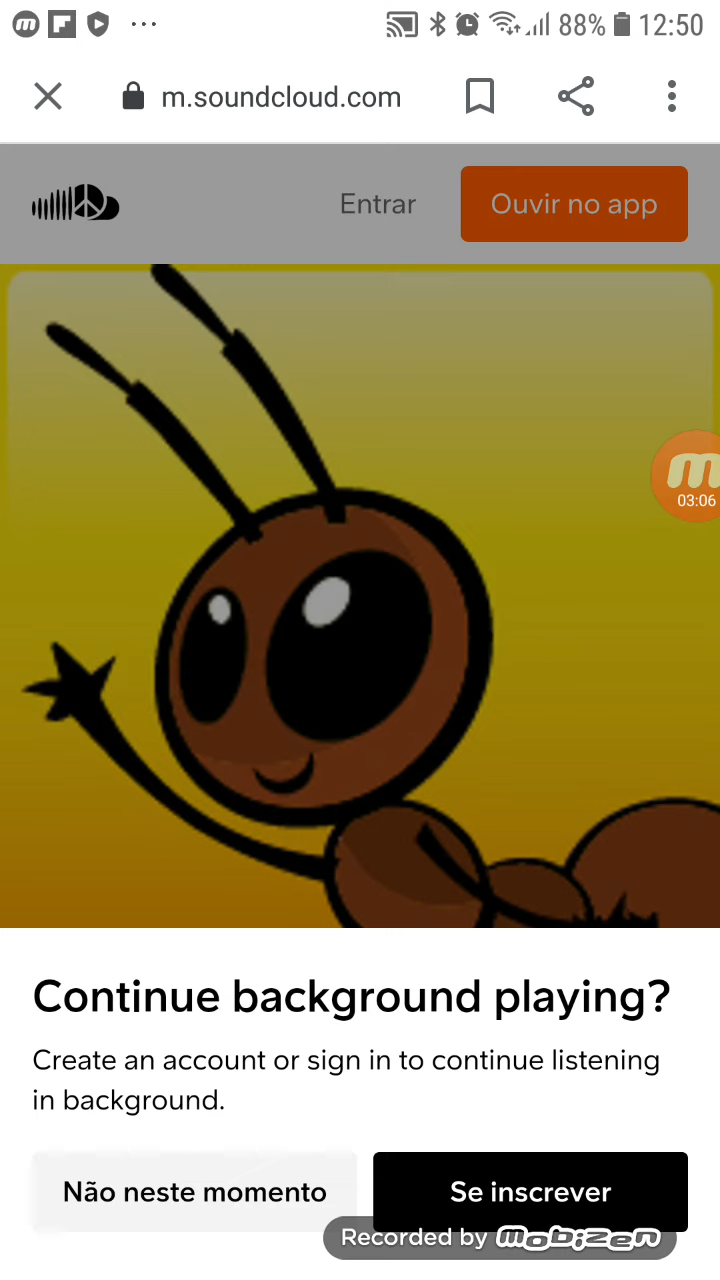 88% 12:50
m.soundcloud.com
Entrar
Ouvir no app
m
03:06
Continue background playing?
Create an account or sign in to continue listening
in background.
Não neste momento
Se inscrever
Recorded by mobizen